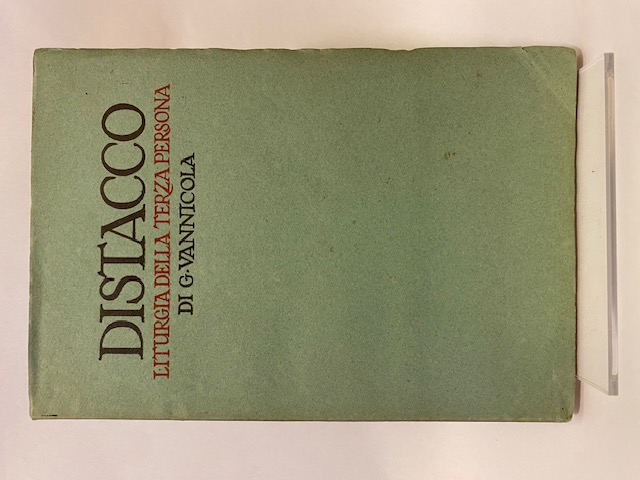 DISTACCO
LITURGIA DELLA TERZA PERSONA
DI G. VANNICOLA